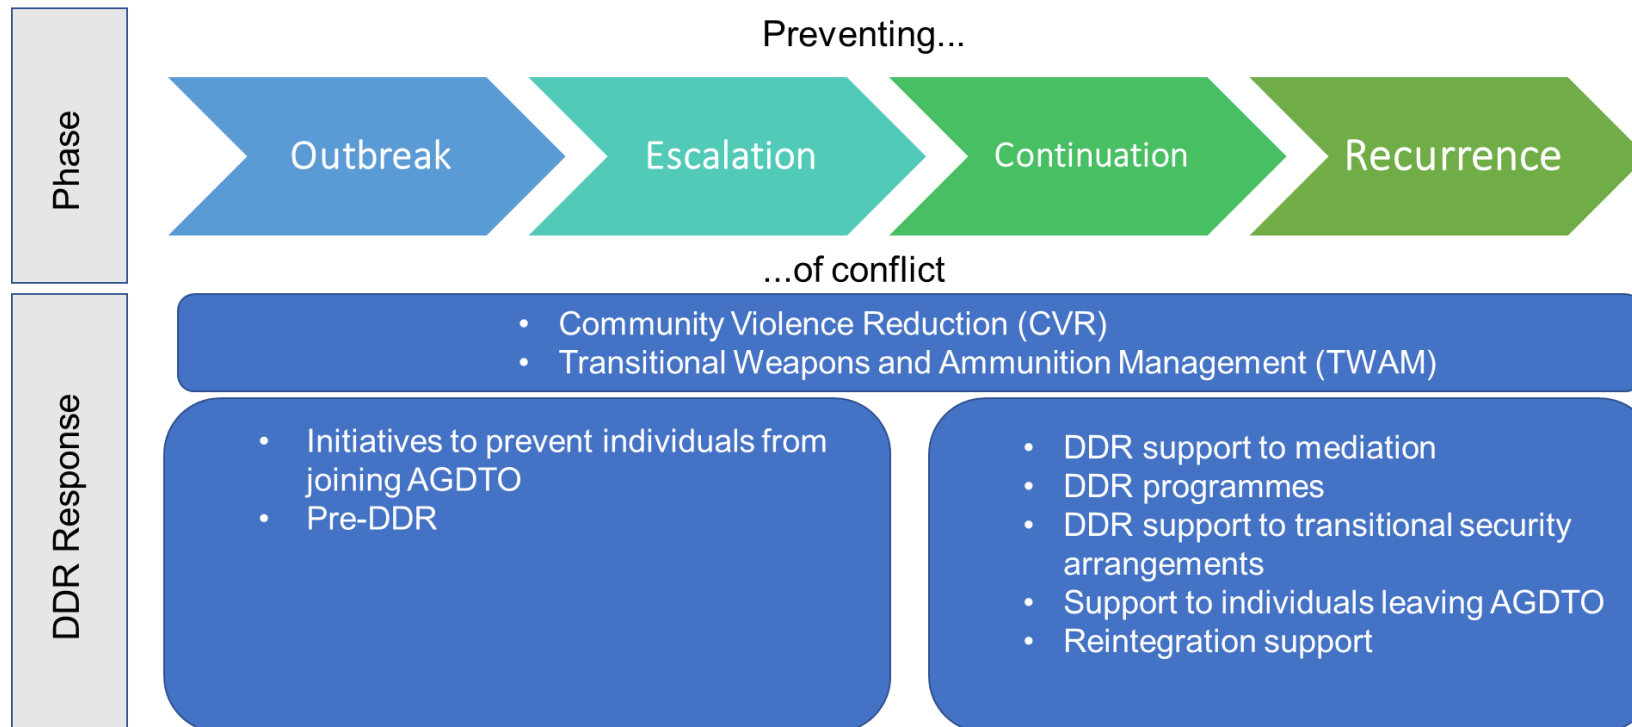 Preventing...
Phase
Outbreak
Escalation
Continuation
Recurrence
...of conflict
DDR Response
• Community Violence Reduction (CVR)
• Transitional Weapons and Ammunition Management (TWAM)
• Initiatives to prevent individuals from
joining AGDTO
• Pre-DDR
• DDR support to mediation
• DDR programmes
• DDR support to transitional security
arrangements
• Support to individuals leaving AGDTO
• Reintegration support